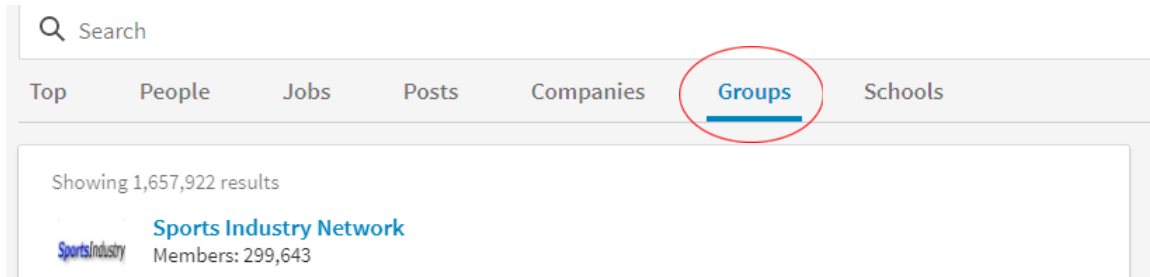 Search
Top People Jobs Posts Companies Groups Schools
Showing 1,657,922 results
Sports Industry Network
SportsIndustry
Members: 299,643